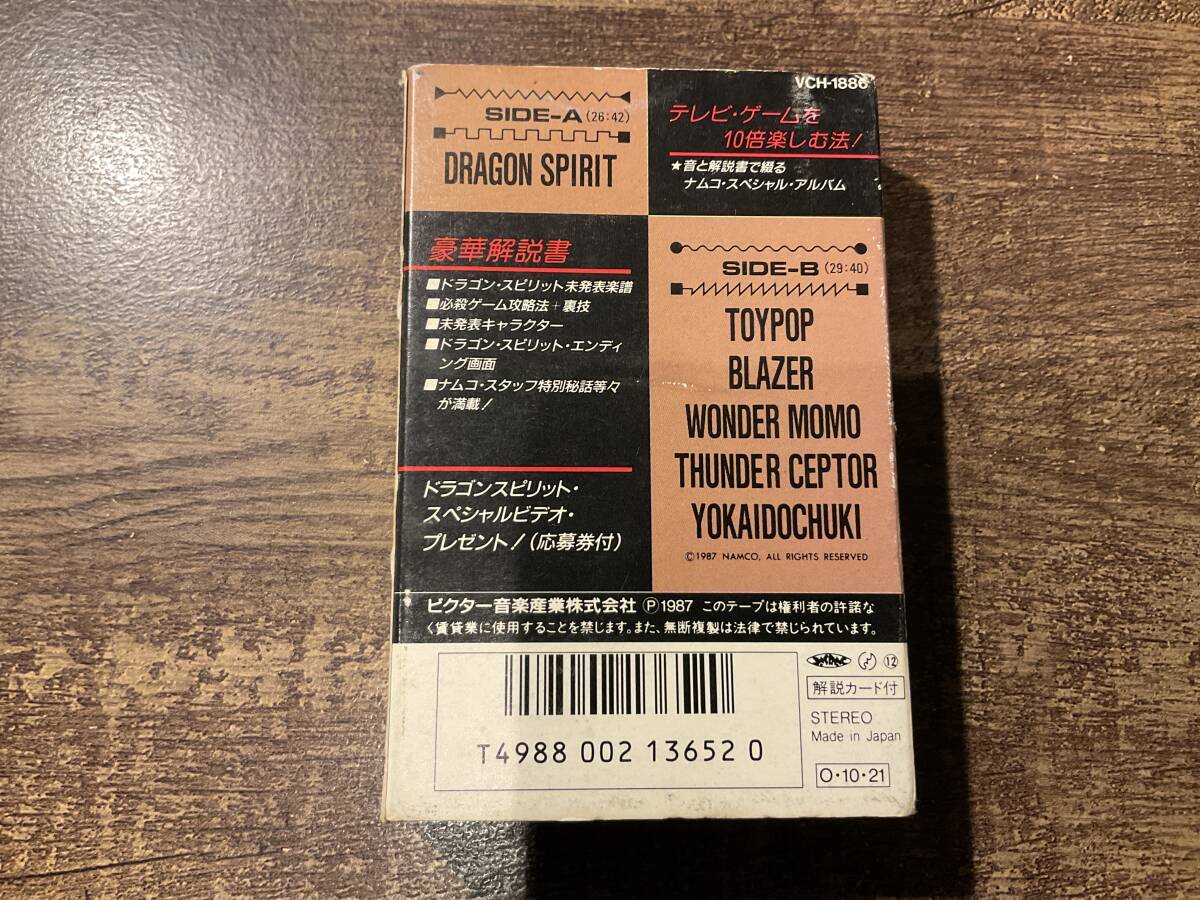 VCH-1886
SIDE-A (26:42)
DRAGON SPIRIT
テレビ・ゲームを
10倍楽しむ法!
★音と解説書で綴る
ナムコ・スペシャル・アルバム
豪華解説書
■ドラゴン・スピリット未発表楽譜
■必殺ゲーム攻略法+裏技
■未発表キャラクター
■ドラゴン・スピリット・エンディ
ング画面
■ナムコ・スタッフ特別秘話等々
が満載!
ドラゴンスピリット・
スペシャルビデオ・
プレゼント!(応募券付)
SIDE-B (29:40)
TOYPOP
BLAZER
WONDER MOMO
THUNDER CEPTOR
YOKAIDOCHUKI
©1987 NAMCO, ALL RIGHTS RESERVED
ビクター音楽産業株式会社 Ⓟ1987 このテープは権利者の許諾な
く賃貸業に使用することを禁じます。また、無断複製は法律で禁じられています。
⑫
解説カード付
STEREO
Made in Japan
O・10・21
T4988 002 13652 0